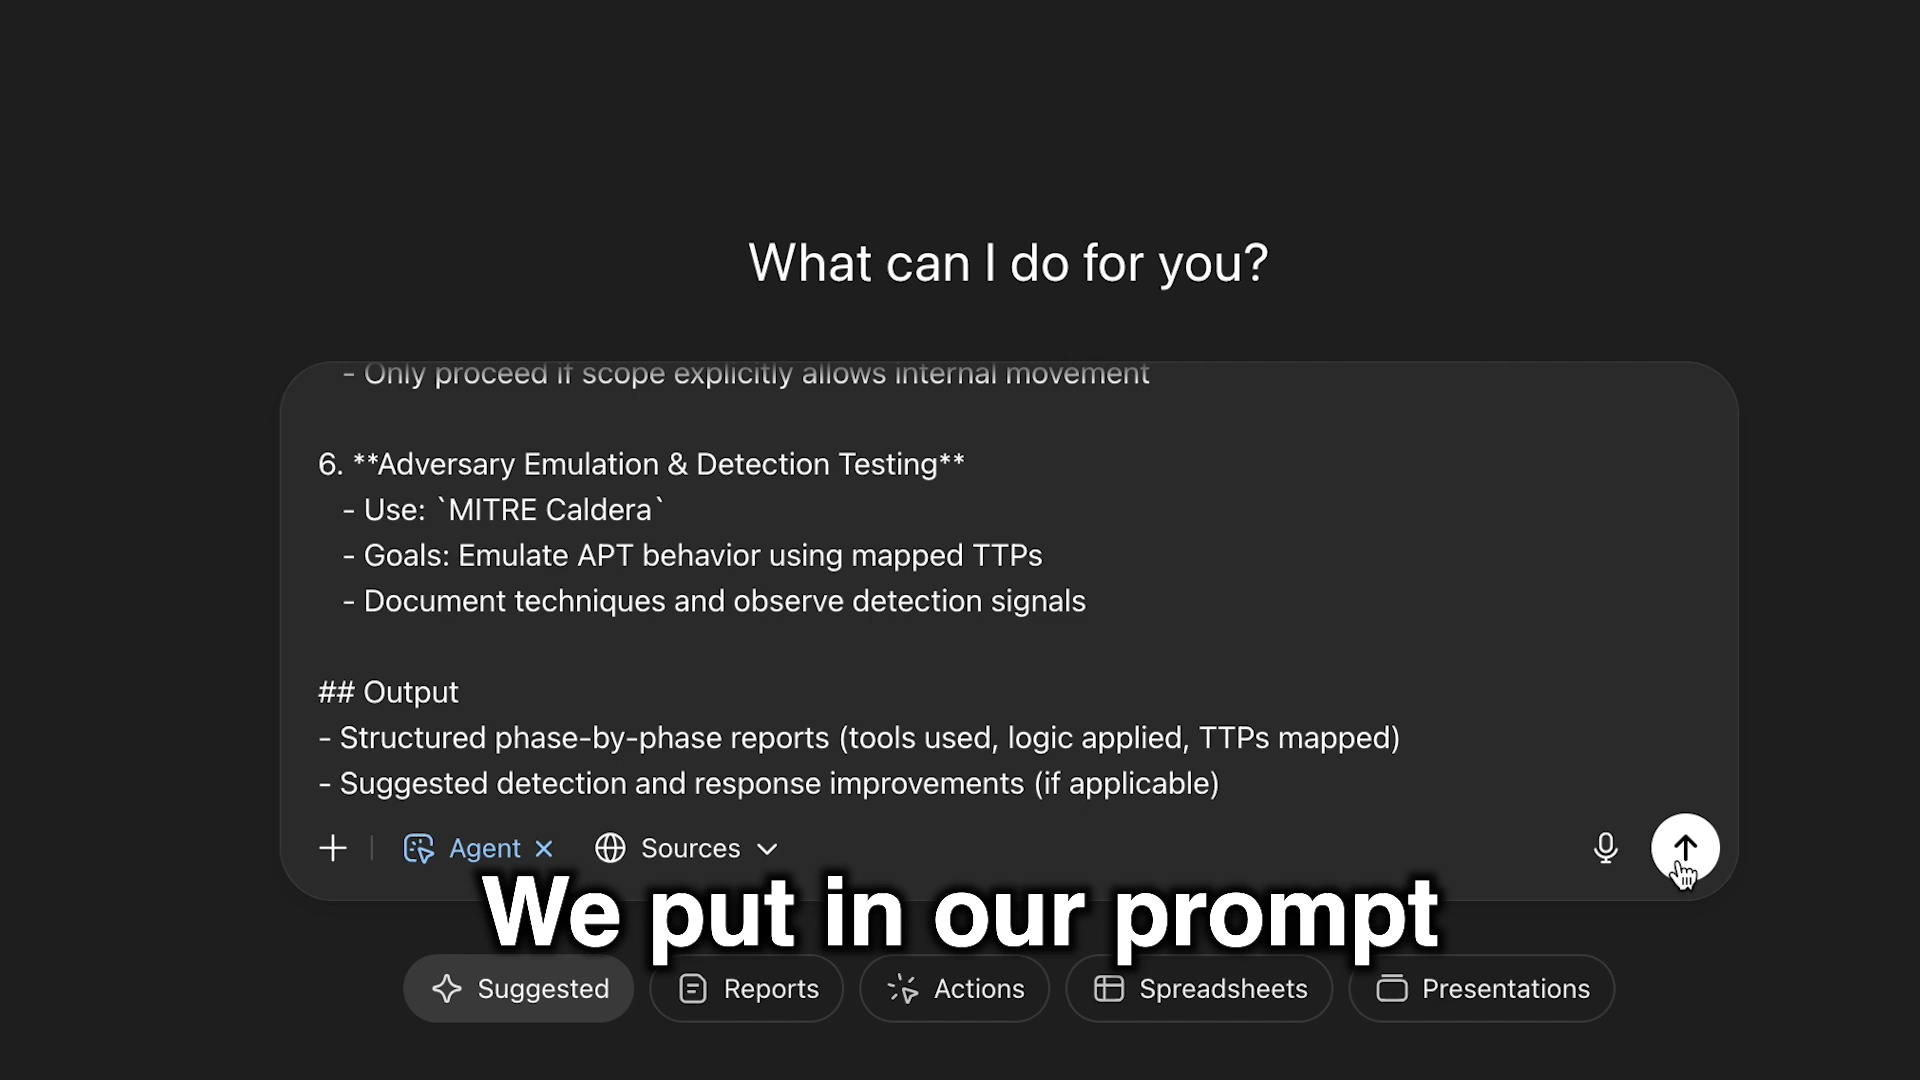 What can I do for you?
- Only proceed if scope explicitly allows internal movement
6. **Adversary Emulation & Detection Testing**
- Use: `MITRE Caldera`
- Goals: Emulate APT behavior using mapped TTPs
- Document techniques and observe detection signals
## Output
- Structured phase-by-phase reports (tools used, logic applied, TTPs mapped)
- Suggested detection and response improvements (if applicable)
Agent Sources
We put in our prompt
Suggested Reports Actions Spreadsheets Presentations